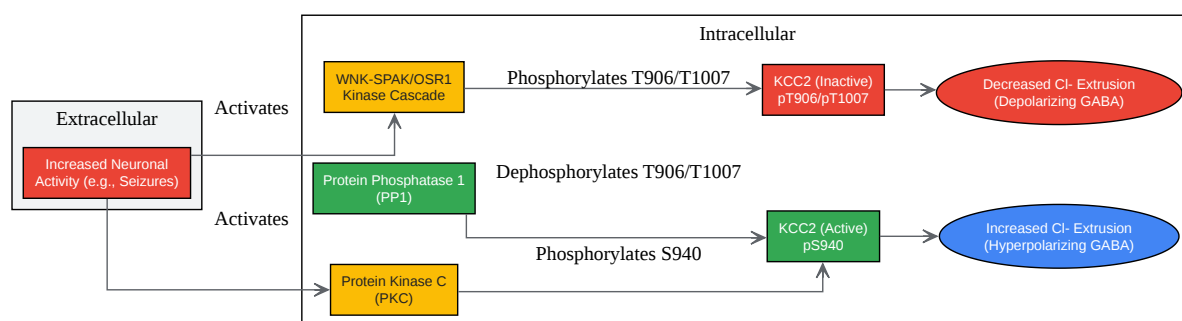 Intracellular
WNK-SPAK/OSR1
Kinase Cascade
Phosphorylates T906/T1007
KCC2 (Inactive)
pT906/pT1007
Decreased Cl- Extrusion
(Depolarizing GABA)
Activates
Extracellular
Increased Neuronal
Activity (e.g., Seizures)
Protein Phosphatase 1
(PP1)
Dephosphorylates T906/T1007
Activates
KCC2 (Active)
pS940
Increased Cl- Extrusion
(Hyperpolarizing GABA)
Phosphorylates S940
Protein Kinase C
(PKC)